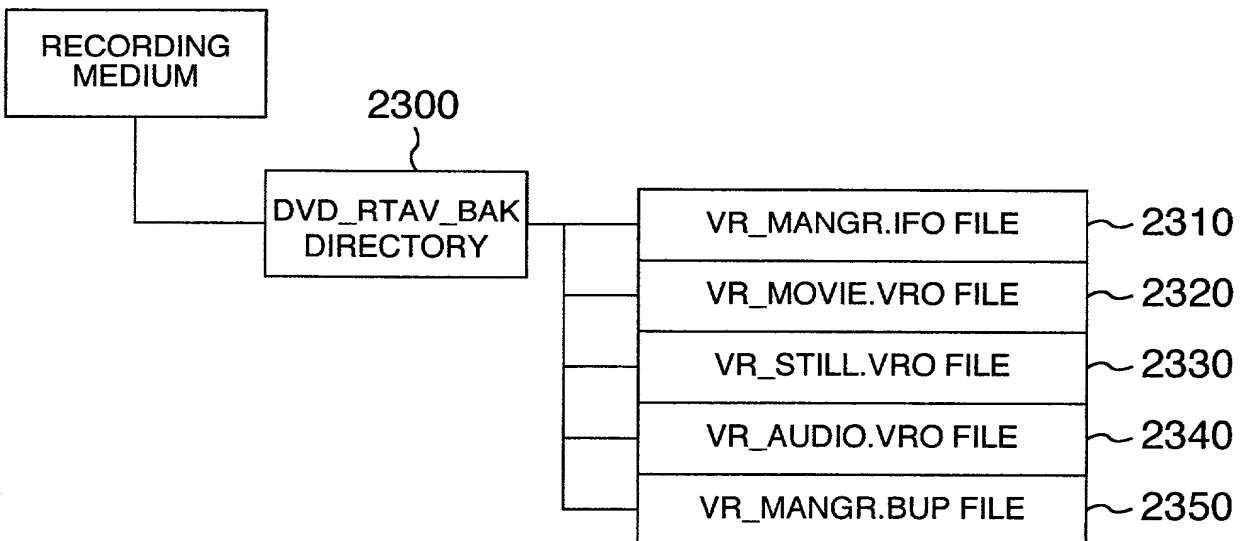 RECORDING
MEDIUM
2300
DVD_RTAV_BAK
DIRECTORY
VR_MANGR.IFO FILE
2310
VR_MOVIE.VRO FILE
2320
VR_STILL.VRO FILE
2330
VR_AUDIO.VRO FILE
2340
VR_MANGR.BUP FILE
2350